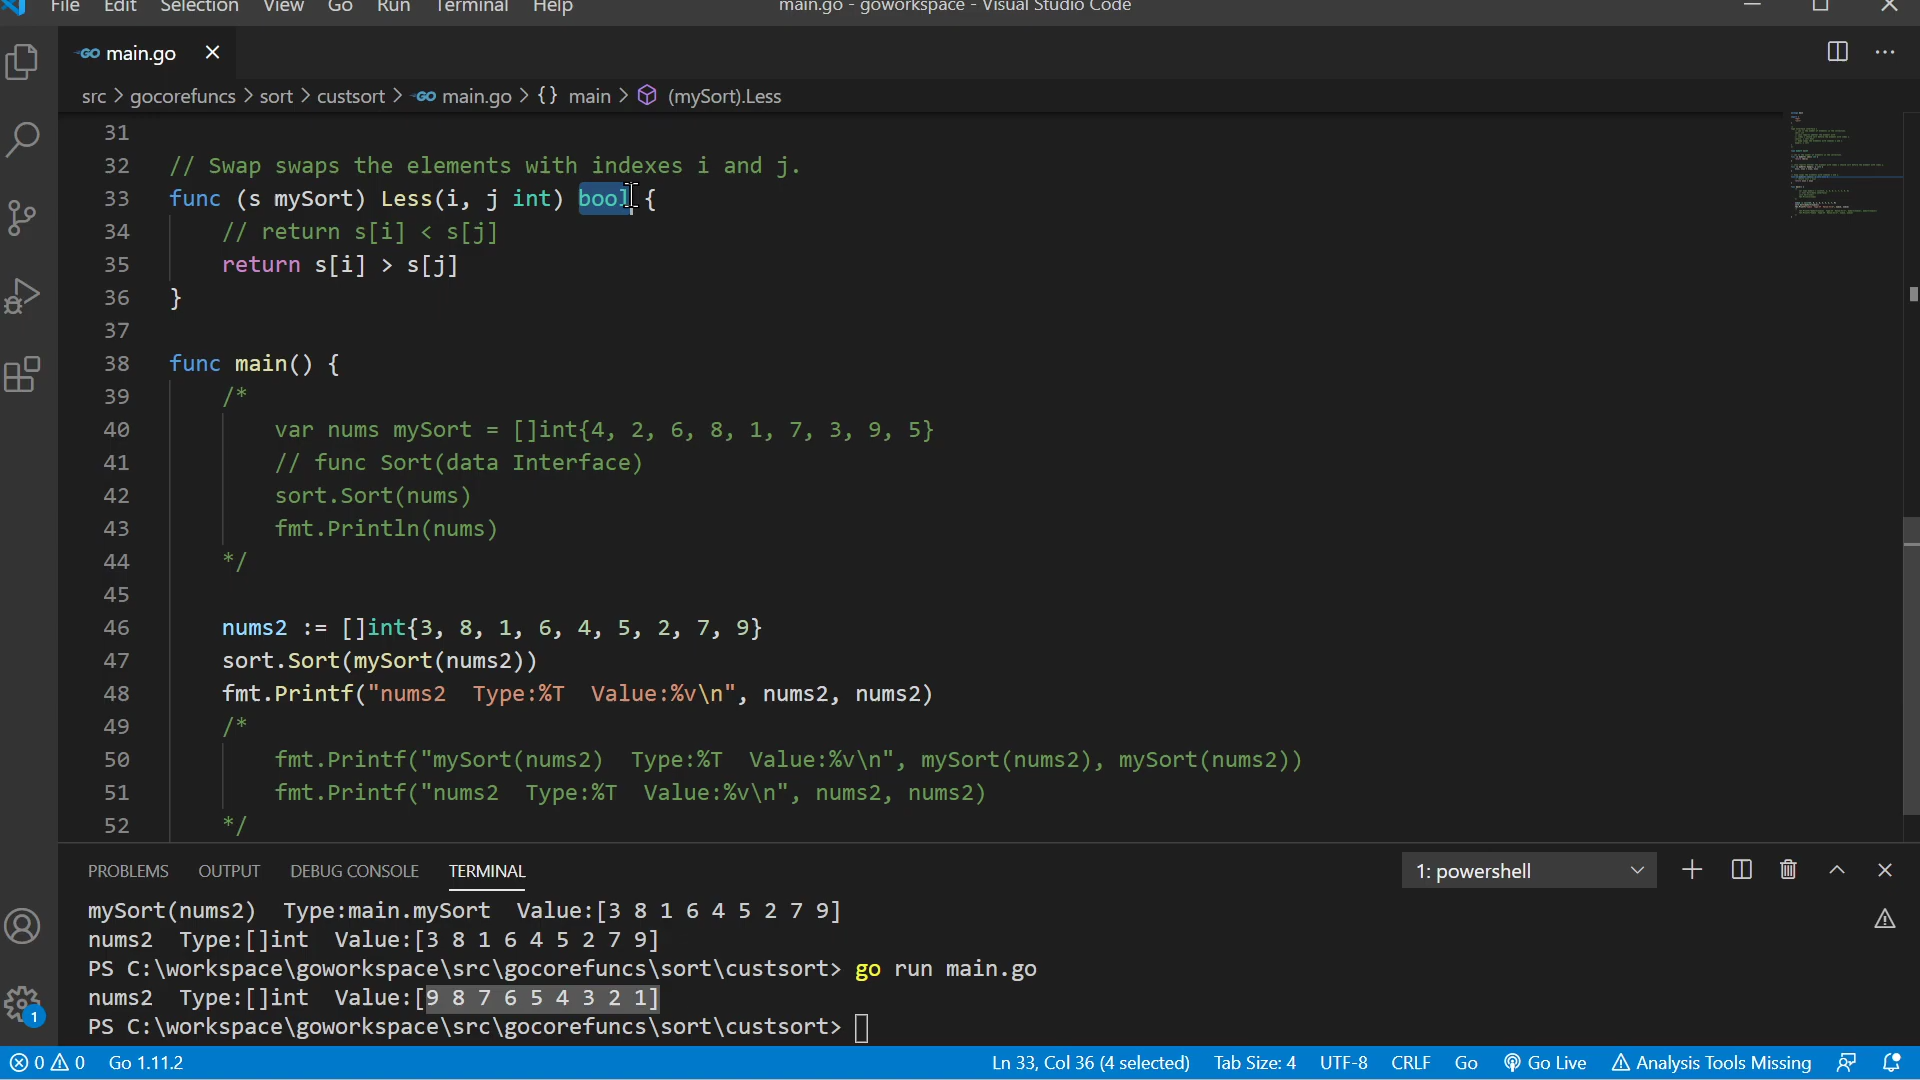 File Edit Selection View Go Run Terminal Help main.go - goworkspace - Visual Studio Code
GO main.go
src > gocorefuncs > sort > custsort > GO main.go > {} main > (mySort).Less
31
32 // Swap swaps the elements with indexes i and j.
33 func (s mySort) Less(i, j int) bool {
34 // return s[i] < s[j]
35 return s[i] > s[j]
36 }
37
38 func main() {
39 /*
40 var nums mySort = []int{4, 2, 6, 8, 1, 7, 3, 9, 5}
41 // func Sort(data Interface)
42 sort.Sort(nums)
43 fmt.Println(nums)
44 */
45
46 nums2 := []int{3, 8, 1, 6, 4, 5, 2, 7, 9}
47 sort.Sort(mySort(nums2))
48 fmt.Printf("nums2  Type:%T  Value:%v\n", nums2, nums2)
49 /*
50 fmt.Printf("mySort(nums2)  Type:%T  Value:%v\n", mySort(nums2), mySort(nums2))
51 fmt.Printf("nums2  Type:%T  Value:%v\n", nums2, nums2)
52 */
PROBLEMS OUTPUT DEBUG CONSOLE TERMINAL 1: powershell
mySort(nums2)  Type:main.mySort  Value:[3 8 1 6 4 5 2 7 9]
nums2  Type:[]int  Value:[3 8 1 6 4 5 2 7 9]
PS C:\workspace\goworkspace\src\gocorefuncs\sort\custsort> go run main.go
nums2  Type:[]int  Value:[9 8 7 6 5 4 3 2 1]
PS C:\workspace\goworkspace\src\gocorefuncs\sort\custsort>
1
0 0 Go 1.11.2 Ln 33, Col 36 (4 selected) Tab Size: 4 UTF-8 CRLF Go Go Live Analysis Tools Missing